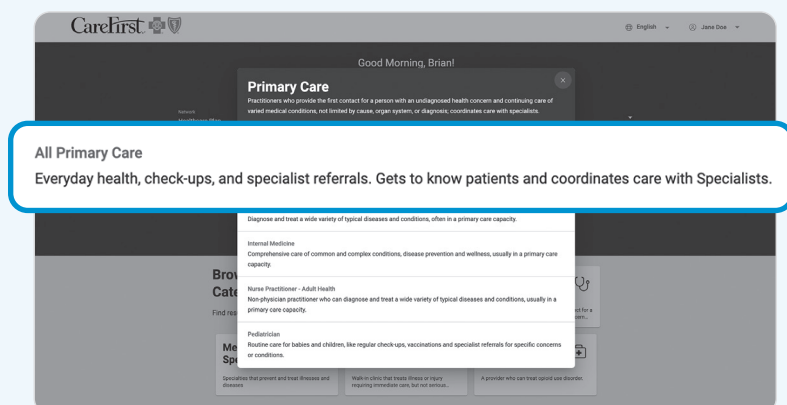 CareFirst
English
Jane Doe
Good Morning, Brian!
Network
Primary Care
Practitioners who provide the first contact for a person with an undiagnosed health concern and continuing care of
varied medical conditions, not limited by cause, organ system, or diagnosis; coordinates care with specialists.
All Primary Care
Everyday health, check-ups, and specialist referrals. Gets to know patients and coordinates care with Specialists.
Diagnose and treat a wide variety of typical diseases and conditions, often in a primary care capacity.
Internal Medicine
Comprehensive care of common and complex conditions, disease prevention and wellness, usually in a primary care
capacity.
Nurse Practitioner - Adult Health
Non-physician practitioner who can diagnose and treat a wide variety of typical diseases and conditions, usually in a
primary care capacity.
Pediatrician
Routine care for babies and children, like regular check-ups, vaccinations and specialist referrals for specific concerns
or conditions.
Brow
Cate
Find res
ct for a
cern...
Me
Spe
Specialties that prevent and treat illnesses and
diseases
Walk-in clinic that treats illness or injury
requiring immediate care, but not serious...
A provider who can treat opioid use disorder.